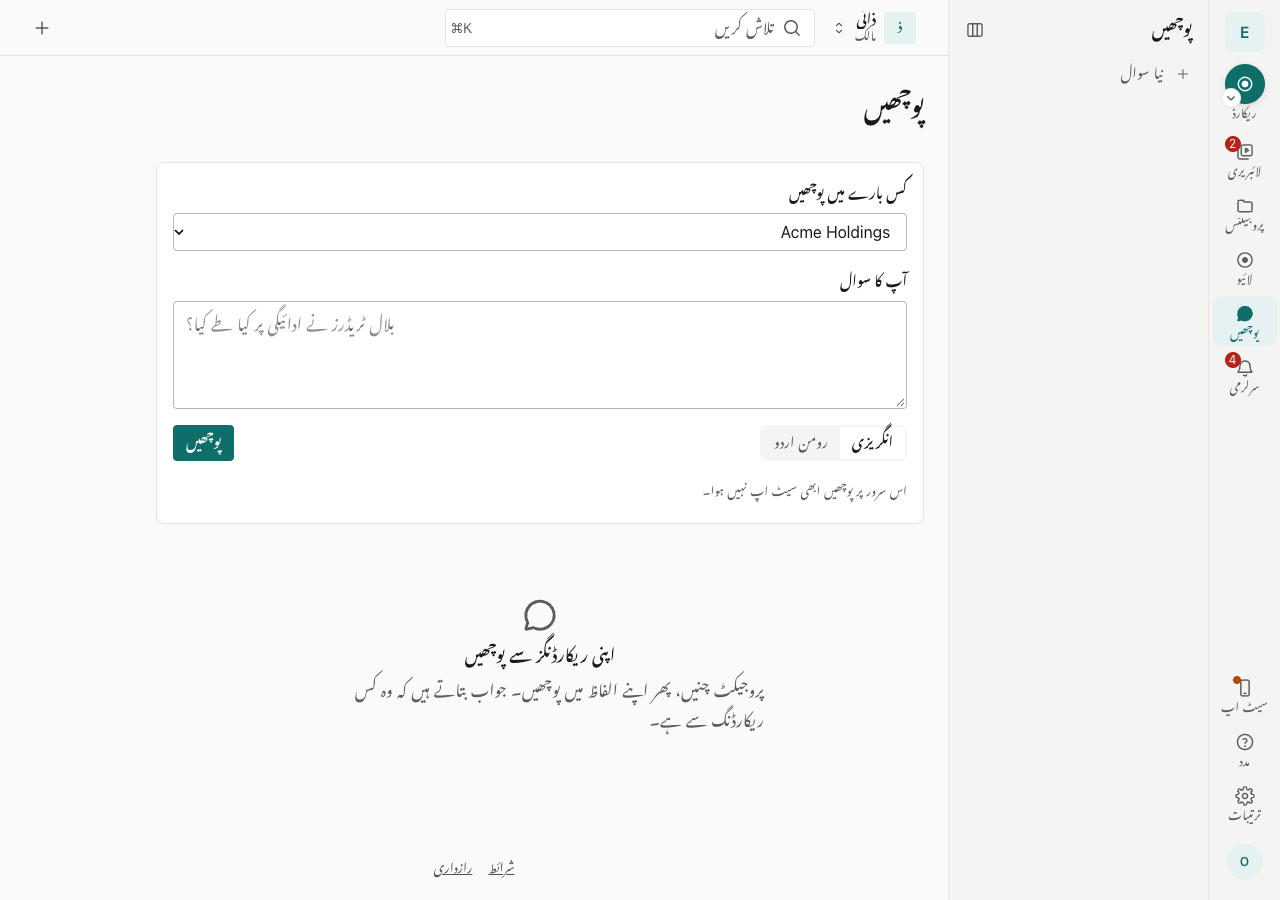 E
ریکارڈ
2
لائبریری
پروجیکٹس
لائیو
پوچھیں
4
سرگرمی
سیٹ اپ
مدد
ترتیبات
O
پوچھیں
نیا سوال
ذ
ذاتی
مالک
تلاش کریں
⌘K
پوچھیں
کس بارے میں پوچھیں
Acme Holdings
آپ کا سوال
بلال ٹریڈرز نے ادائیگی پر کیا طے کیا؟
انگریزی
رومن اردو
پوچھیں
اس سرور پر پوچھیں ابھی سیٹ اپ نہیں ہوا۔
اپنی ریکارڈنگز سے پوچھیں
پروجیکٹ چنیں، پھر اپنے الفاظ میں پوچھیں۔ جواب بتاتے ہیں کہ وہ کس
ریکارڈنگ سے ہے۔
شرائط
رازداری